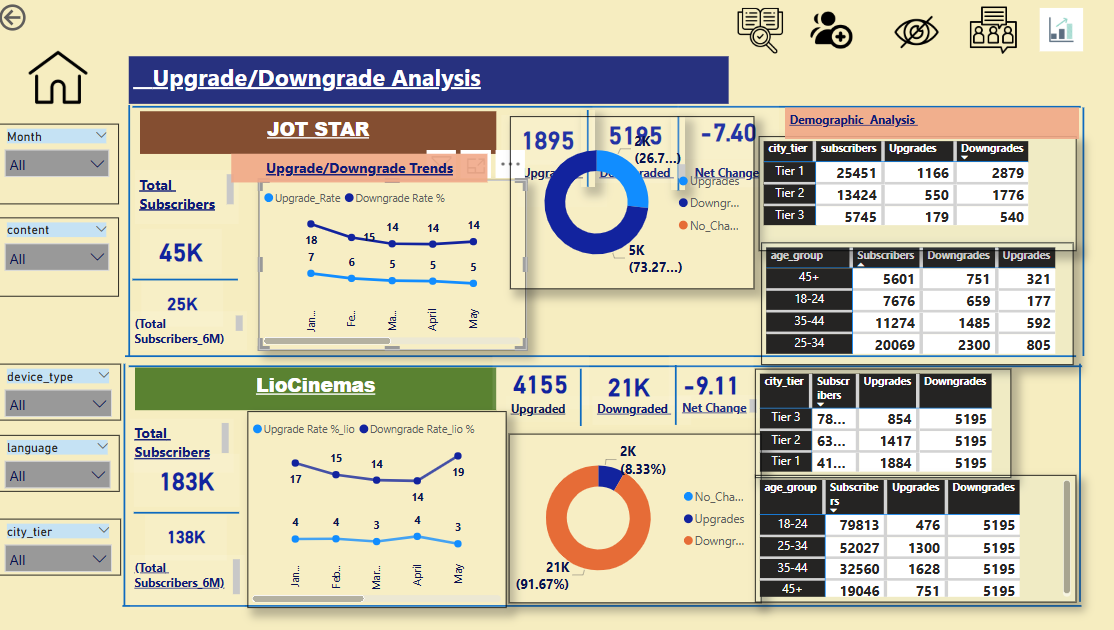 Upgrade/Downgrade Analysis
Month
All
content
All
device_type
All
language
All
city_tier
All
JOT STAR
Upgrade/Downgrade Trends
Total
Subscribers
45K
25K
(Total
Subscribers_6M)
Upgrade_Rate Downgrade Rate %
18 15 14 14 14
7 6 5 5 5
Jan... Fe... Ma... April May
1895 5195 -7.40
Net Change
2K
(26.7...)
Upgrades
Downgr...
No_Cha...
5K
(73.27...)
Demographic Analysis
city_tier subscribers Upgrades Downgrades
Tier 1 25451 1166 2879
Tier 2 13424 550 1776
Tier 3 5745 179 540
age_group Subscribers Downgrades Upgrades
45+ 5601 751 321
18-24 7676 659 177
35-44 11274 1485 592
25-34 20069 2300 805
LioCinemas
Total
Subscribers
183K
138K
(Total
Subscribers_6M)
Upgrade Rate %_lio Downgrade Rate_lio %
17 15 14 14 19
4 4 3 4 3
Jan... Feb... Mar... April May
4155 21K -9.11
Upgraded Downgraded Net Change
2K
(8.33%)
No_Cha...
Upgrades
Downgr...
21K
(91.67%)
city_tier Subscr
ibers Upgrades Downgrades
Tier 3 78... 854 5195
Tier 2 63... 1417 5195
Tier 1 41... 1884 5195
age_group Subscribe
rs Upgrades Downgrades
18-24 79813 476 5195
25-34 52027 1300 5195
35-44 32560 1628 5195
45+ 19046 751 5195